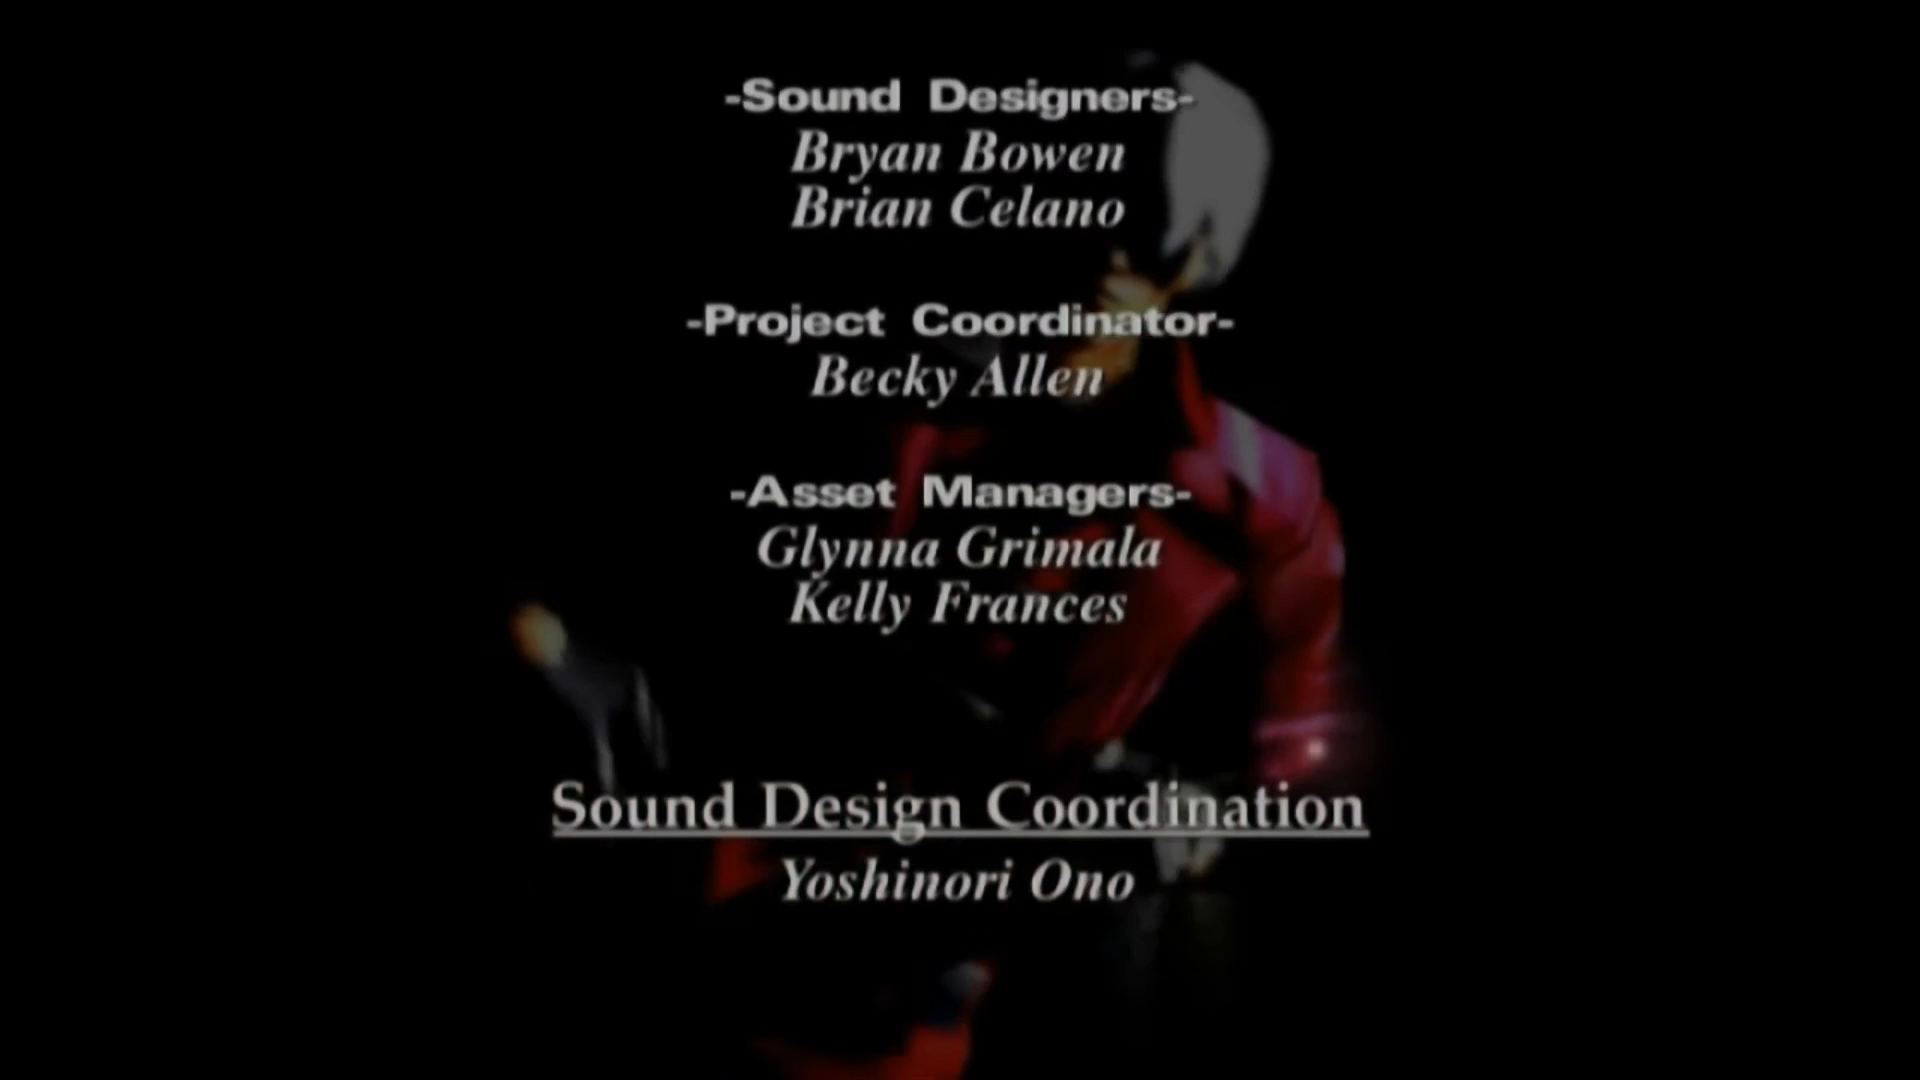 -Sound Designers-
Bryan Bowen
Brian Celano
-Project Coordinator-
Becky Allen
-Asset Managers-
Glynna Grimala
Kelly Frances
Sound Design Coordination
Yoshinori Ono